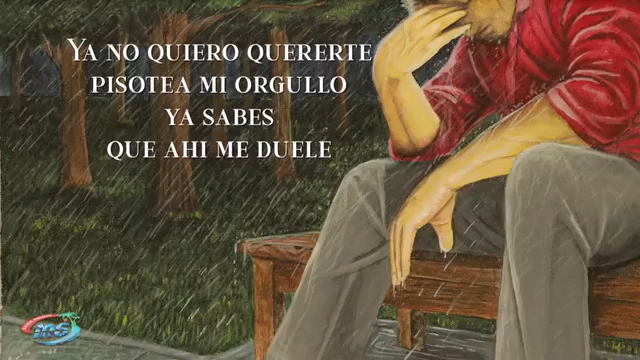 YA NO QUIERO QUERERTE
PISOTEA MI ORGULLO
YA SABES
QUE AHI ME DUELE